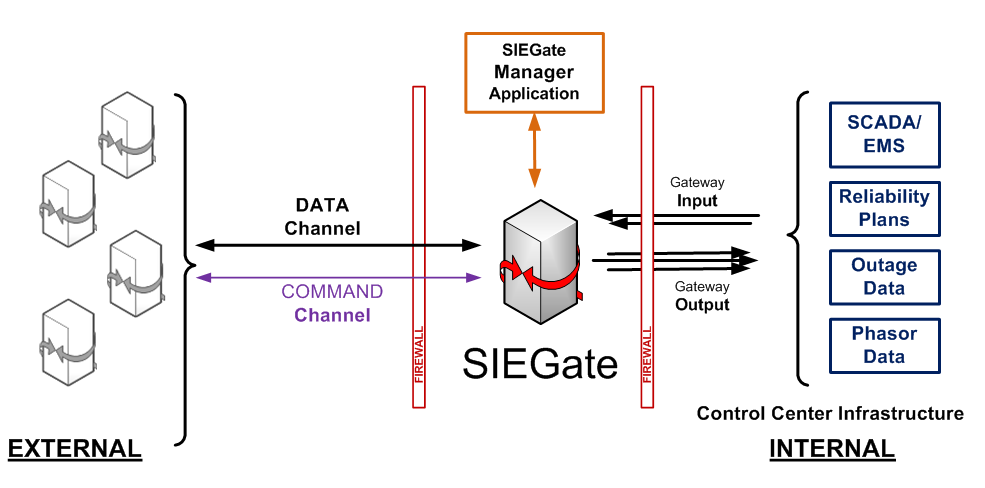 SIEGate
Manager
Application
DATA
Channel
COMMAND
Channel
EXTERNAL
FIREWALL
SIEGate
FIREWALL
Gateway
Input
Gateway
Output
SCADA/
EMS
Reliability
Plans
Outage
Data
Phasor
Data
Control Center Infrastructure
INTERNAL